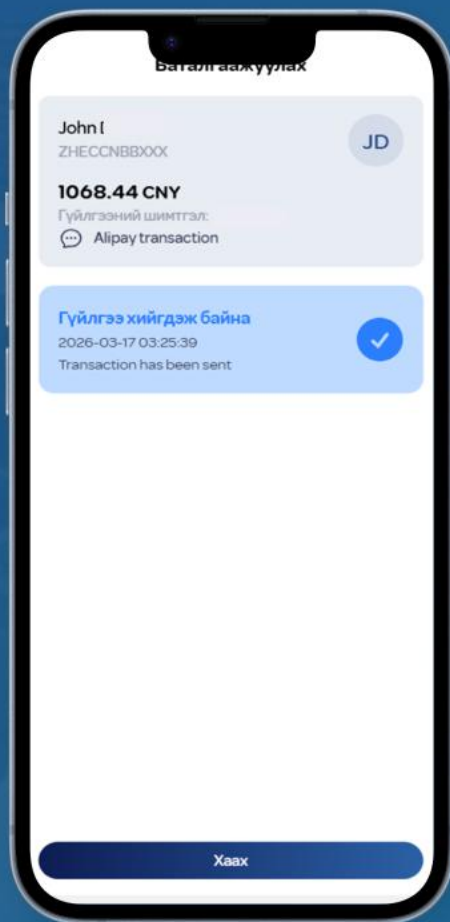 Баталгаажуулах
John
ZHECCNBBXXX
JD
1068.44 CNY
Гүйлгээний шимтгэл:
Alipay transaction
Гүйлгээ хийгдэж байна
2026-03-17 03:25:39
Transaction has been sent
Хаах